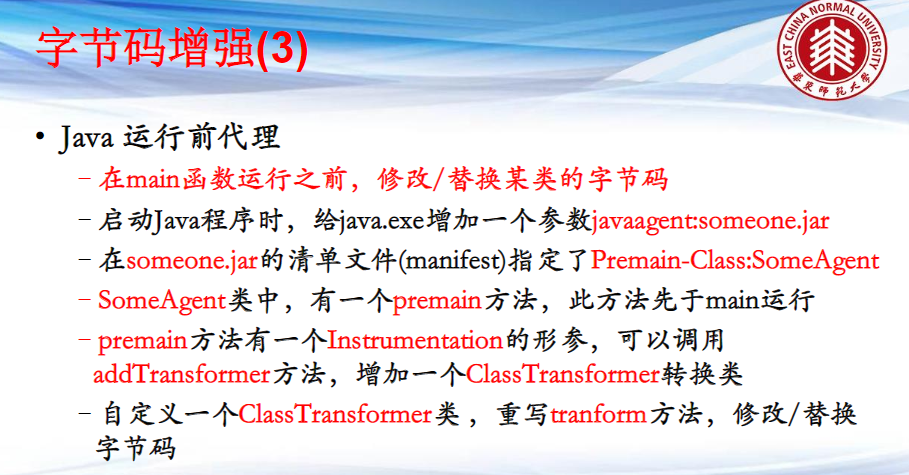 字节码增强(3)
EAST CHINA NORMAL UNIVERSITY
華東師範大學
• Java 运行前代理
– 在main函数运行之前，修改/替换某类的字节码
– 启动Java程序时，给java.exe增加一个参数javaagent:someone.jar
– 在someone.jar的清单文件(manifest)指定了Premain-Class:SomeAgent
– SomeAgent类中，有一个premain方法，此方法先于main运行
– premain方法有一个Instrumentation的形参，可以调用
addTransformer方法，增加一个ClassTransformer转换类
– 自定义一个ClassTransformer类 ，重写tranform方法，修改/替换
字节码